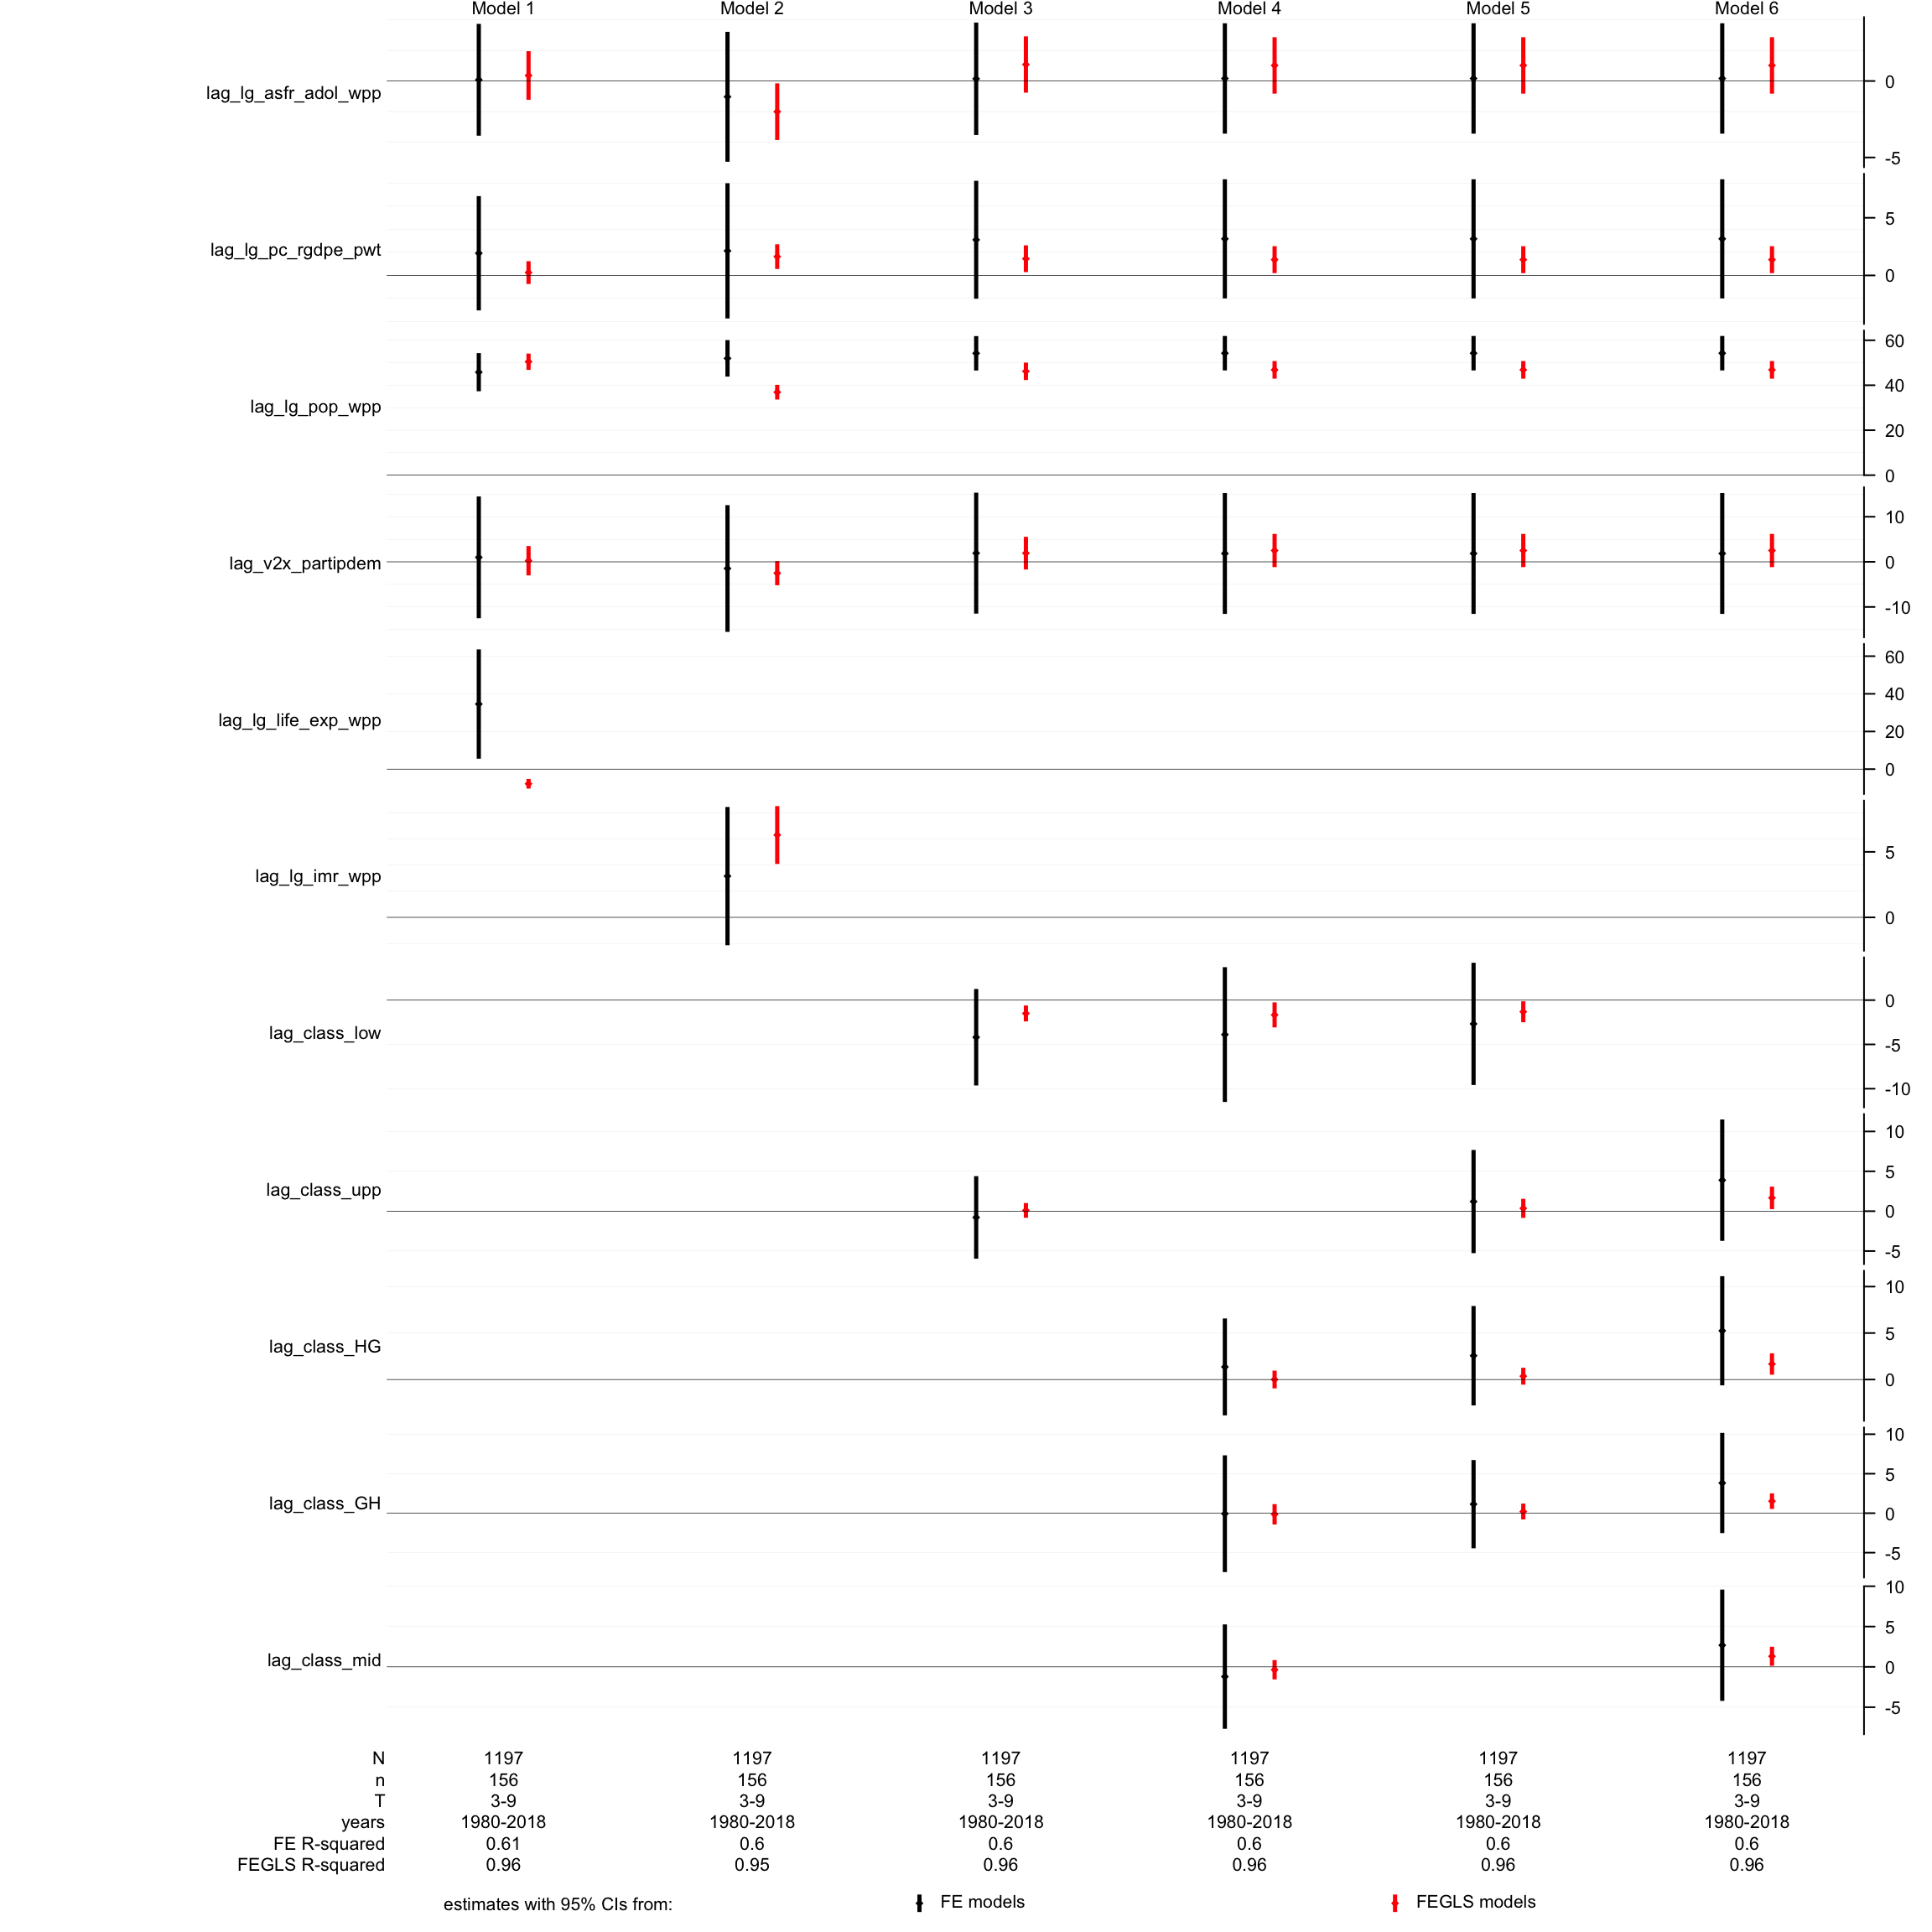 Model 1 Model 2 Model 3 Model 4 Model 5 Model 6
lag_lg_asfr_adol_wpp
0
-5
lag_lg_pc_rgdpe_pwt
5
0
lag_lg_pop_wpp
60
40
20
0
lag_v2x_partipdem
10
0
-10
lag_lg_life_exp_wpp
60
40
20
0
lag_lg_imr_wpp
5
0
lag_class_low
0
-5
-10
lag_class_upp
10
5
0
-5
lag_class_HG
10
5
0
lag_class_GH
10
5
0
-5
lag_class_mid
10
5
0
-5
N 1197 1197 1197 1197 1197 1197
n 156 156 156 156 156 156
T 3-9 3-9 3-9 3-9 3-9 3-9
years 1980-2018 1980-2018 1980-2018 1980-2018 1980-2018 1980-2018
FE R-squared 0.61 0.6 0.6 0.6 0.6 0.6
FEGLS R-squared 0.96 0.95 0.96 0.96 0.96 0.96
estimates with 95% CIs from: FE models FEGLS models